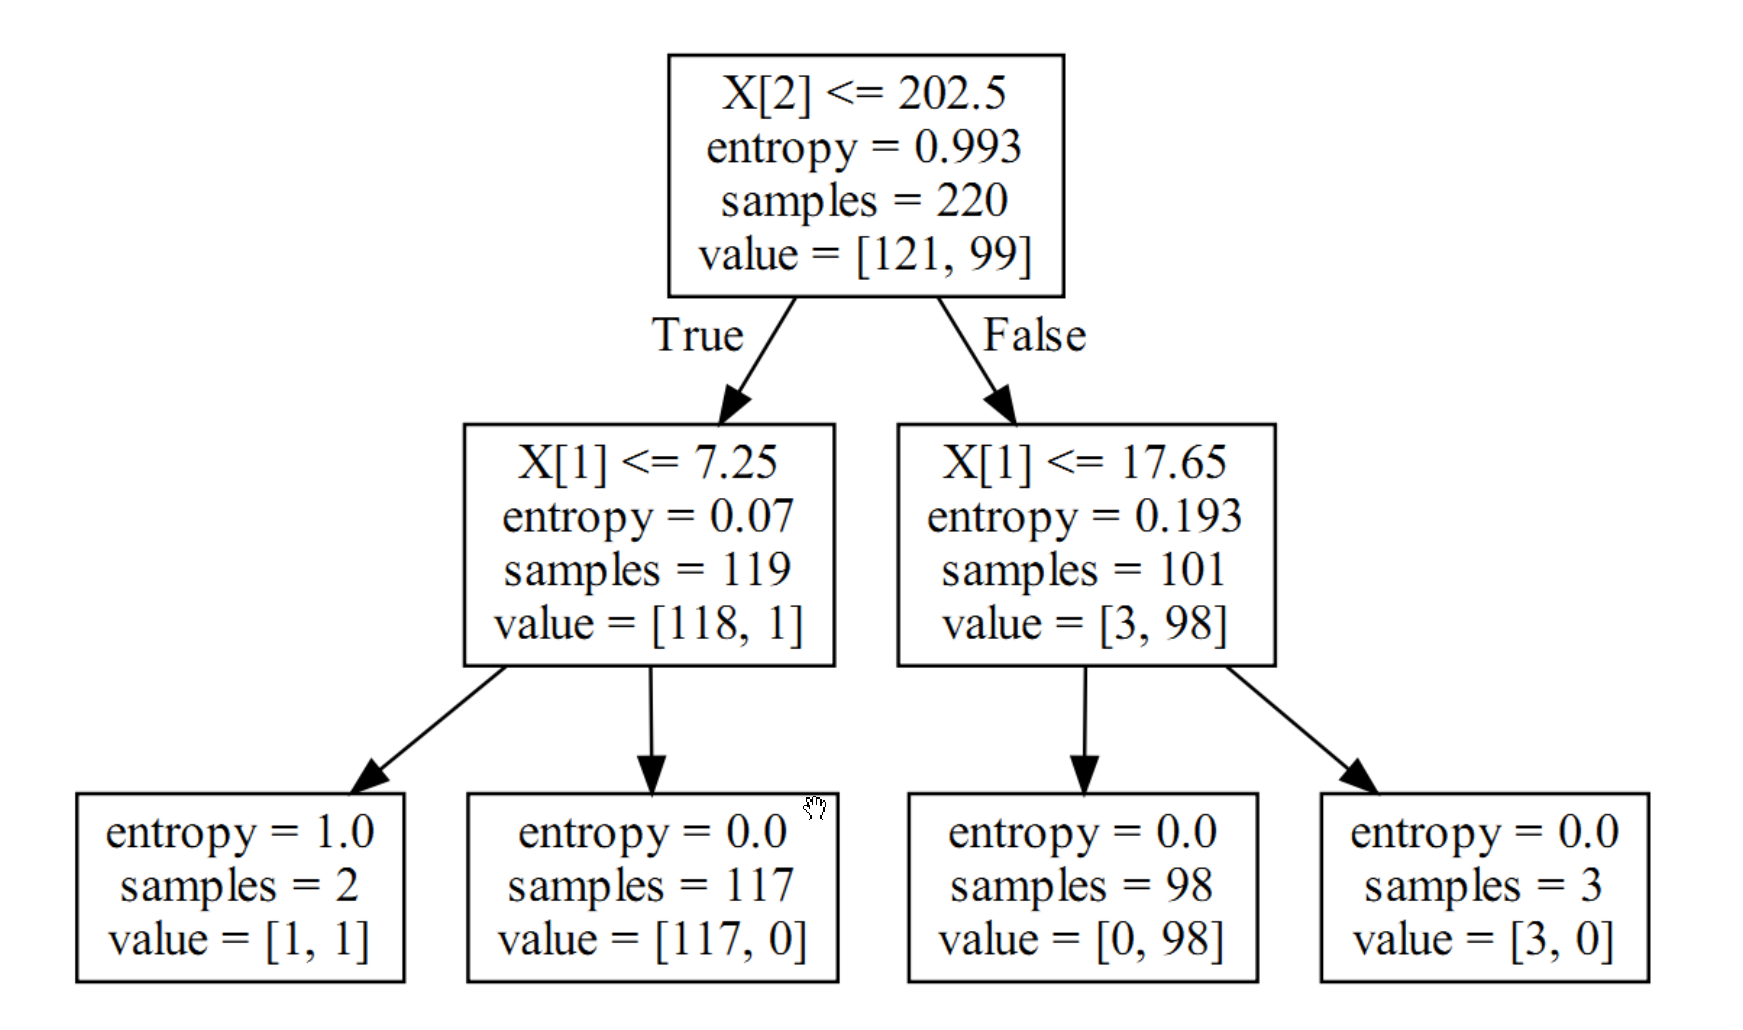 X[2] <= 202.5
entropy = 0.993
samples = 220
value = [121, 99]
True
False
X[1] <= 7.25
entropy = 0.07
samples = 119
value = [118, 1]
X[1] <= 17.65
entropy = 0.193
samples = 101
value = [3, 98]
entropy = 1.0
samples = 2
value = [1, 1]
entropy = 0.0
samples = 117
value = [117, 0]
entropy = 0.0
samples = 98
value = [0, 98]
entropy = 0.0
samples = 3
value = [3, 0]